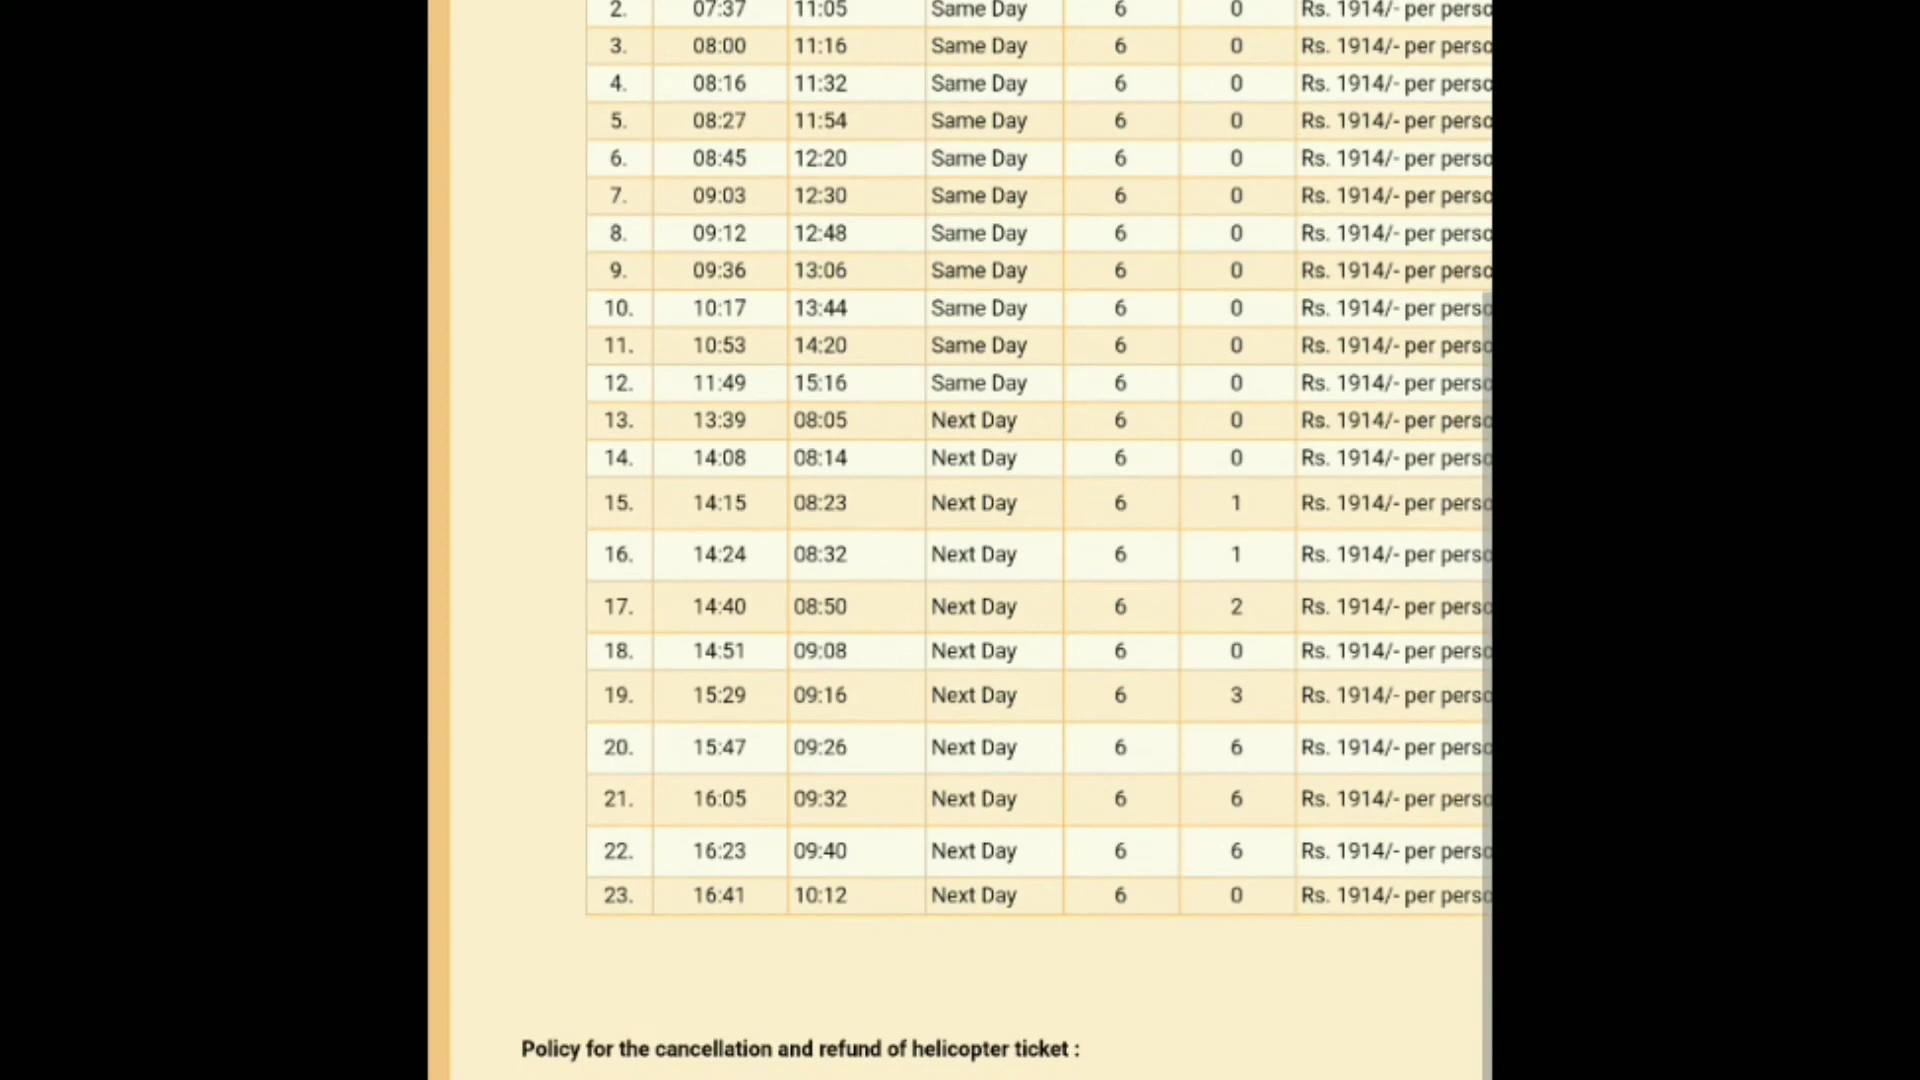 2. 07:37 11:05 Same Day 6 0 Rs. 1914/- per perso
3. 08:00 11:16 Same Day 6 0 Rs. 1914/- per perso
4. 08:16 11:32 Same Day 6 0 Rs. 1914/- per perso
5. 08:27 11:54 Same Day 6 0 Rs. 1914/- per perso
6. 08:45 12:20 Same Day 6 0 Rs. 1914/- per perso
7. 09:03 12:30 Same Day 6 0 Rs. 1914/- per perso
8. 09:12 12:48 Same Day 6 0 Rs. 1914/- per perso
9. 09:36 13:06 Same Day 6 0 Rs. 1914/- per perso
10. 10:17 13:44 Same Day 6 0 Rs. 1914/- per perso
11. 10:53 14:20 Same Day 6 0 Rs. 1914/- per perso
12. 11:49 15:16 Same Day 6 0 Rs. 1914/- per perso
13. 13:39 08:05 Next Day 6 0 Rs. 1914/- per perso
14. 14:08 08:14 Next Day 6 0 Rs. 1914/- per perso
15. 14:15 08:23 Next Day 6 1 Rs. 1914/- per perso
16. 14:24 08:32 Next Day 6 1 Rs. 1914/- per perso
17. 14:40 08:50 Next Day 6 2 Rs. 1914/- per perso
18. 14:51 09:08 Next Day 6 0 Rs. 1914/- per perso
19. 15:29 09:16 Next Day 6 3 Rs. 1914/- per perso
20. 15:47 09:26 Next Day 6 6 Rs. 1914/- per perso
21. 16:05 09:32 Next Day 6 6 Rs. 1914/- per perso
22. 16:23 09:40 Next Day 6 6 Rs. 1914/- per perso
23. 16:41 10:12 Next Day 6 0 Rs. 1914/- per perso
Policy for the cancellation and refund of helicopter ticket :